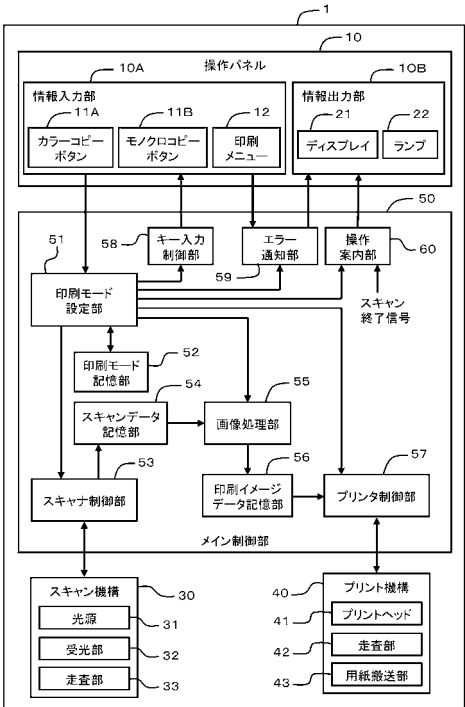 1
10
操作パネル
10A
10B
情報入力部
情報出力部
11A
11B
12
21
22
カラーコピー
ボタン
モノクロコピー
ボタン
印刷
メニュー
ディスプレイ
ランプ
50
51
58
キー入力
制御部
エラー
通知部
59
操作
案内部
60
印刷モード
設定部
スキャン
終了信号
印刷モード
記憶部
52
54
スキャンデータ
記憶部
55
画像処理部
53
スキャナ制御部
56
印刷イメージ
データ記憶部
57
プリンタ制御部
メイン制御部
スキャン機構
30
光源
31
受光部
32
走査部
33
40
プリント機構
41
プリントヘッド
42
走査部
43
用紙搬送部